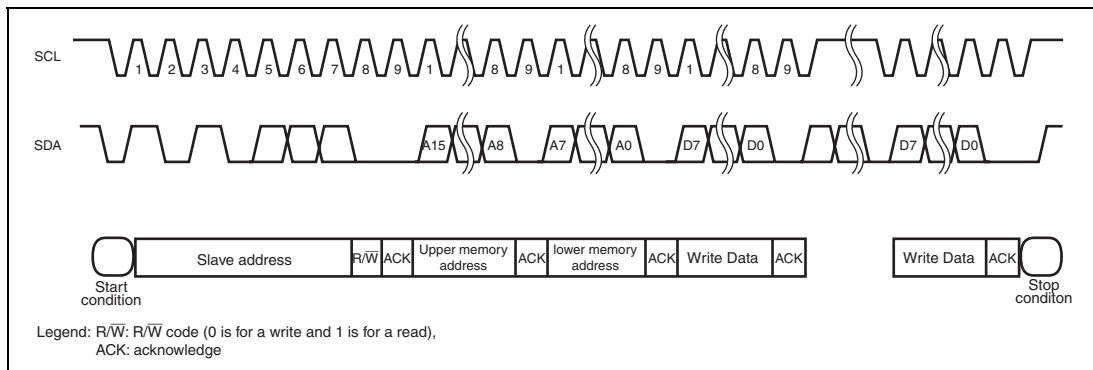 SCL
1 2 3 4 5 6 7 8 9 1 8 9 1 8 9 1 8 9
SDA
A15 A8 A7 A0 D7 D0 D7 D0
Slave address R/W̅ ACK Upper memory address ACK lower memory address ACK Write Data ACK Write Data ACK
Start condition
Stop conditon
Legend: R/W̅: R/W̅ code (0 is for a write and 1 is for a read),
ACK: acknowledge